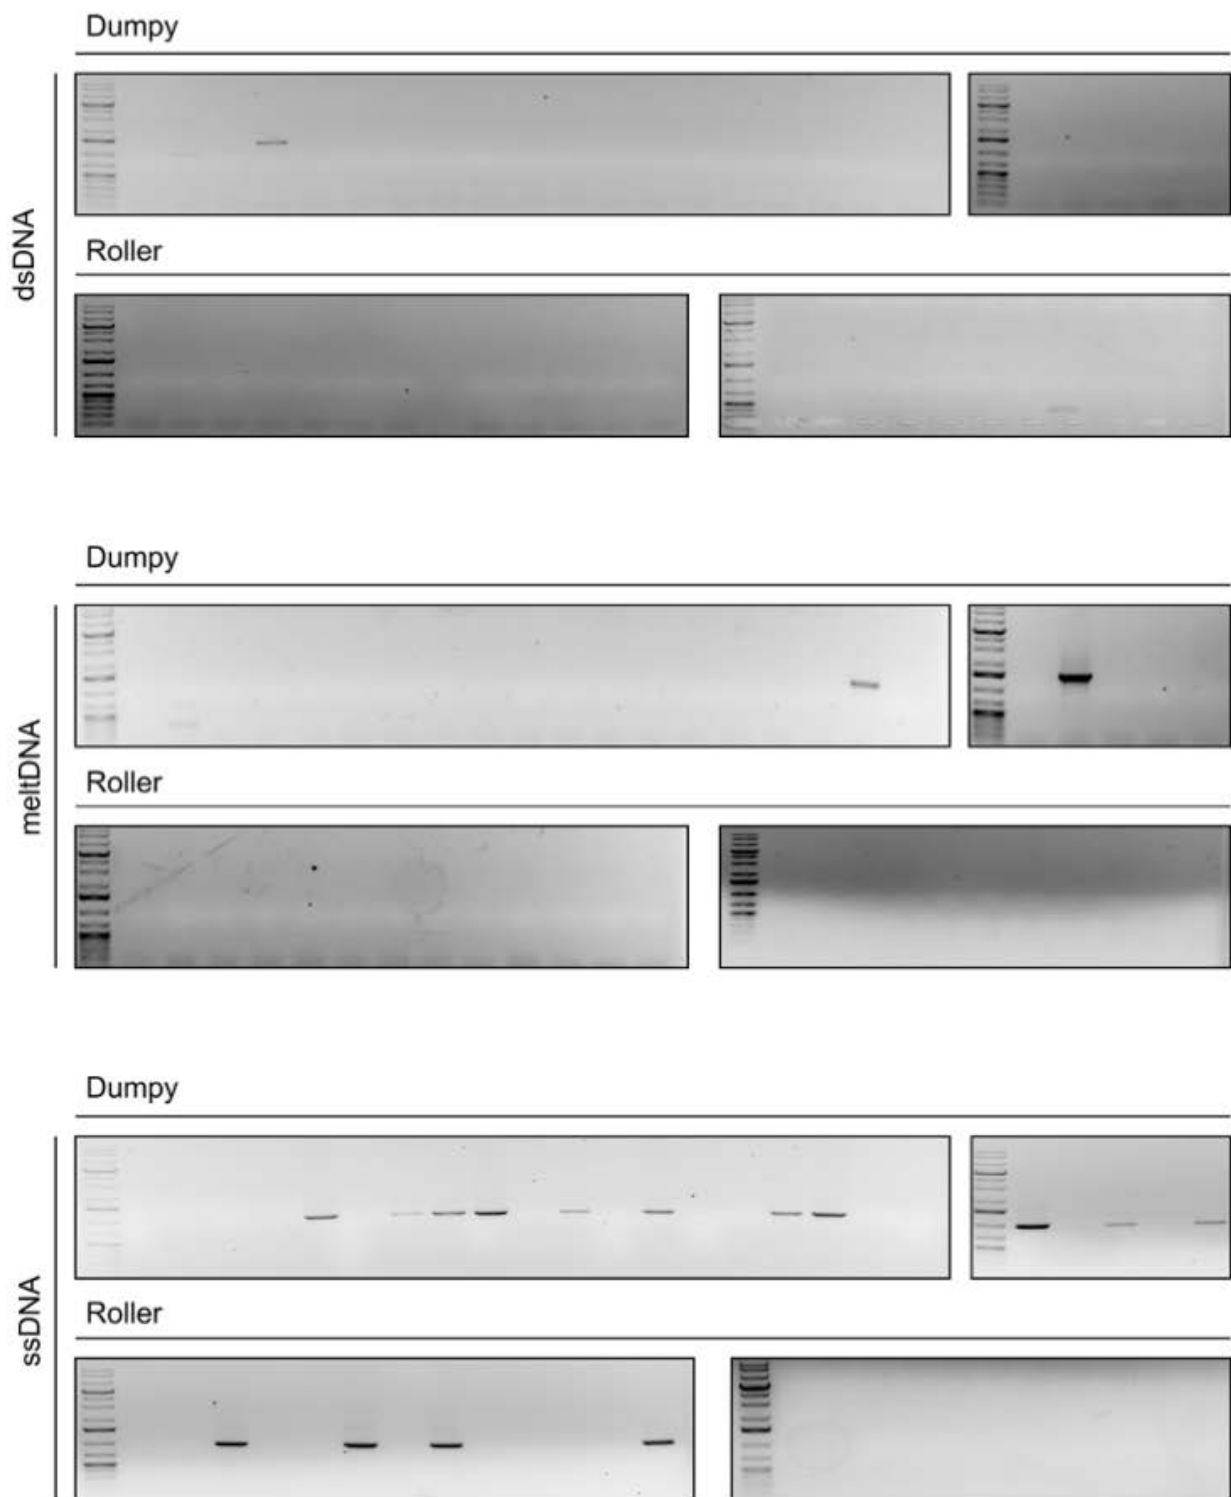 Dumpy
dsDNA
Roller
Dumpy
meltDNA
Roller
Dumpy
ssDNA
Roller